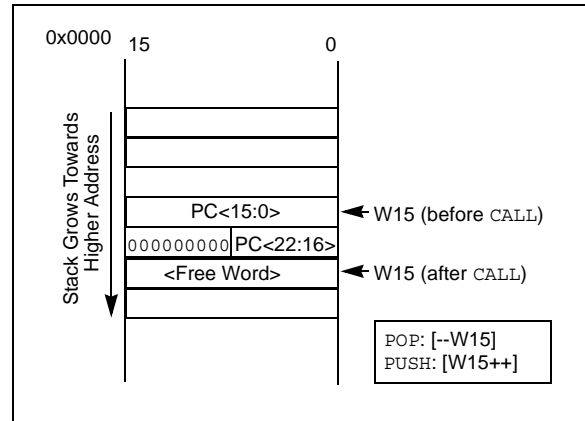 0x0000
15
0
Stack Grows Towards
Higher Address
PC<15:0>
W15 (before CALL)
000000000
PC<22:16>
<Free Word>
W15 (after CALL)
POP: [--W15]
PUSH: [W15++]